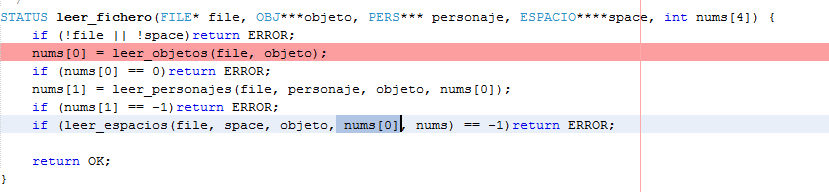 STATUS leer_fichero(FILE* file, OBJ***objeto, PERS*** personaje, ESPACIO****space, int nums[4]) {
if (!file || !space)return ERROR;
nums[0] = leer_objetos(file, objeto);
if (nums[0] == 0)return ERROR;
nums[1] = leer_personajes(file, personaje, objeto, nums[0]);
if (nums[1] == -1)return ERROR;
if (leer_espacios(file, space, objeto, nums[0], nums) == -1)return ERROR;
return OK;
}